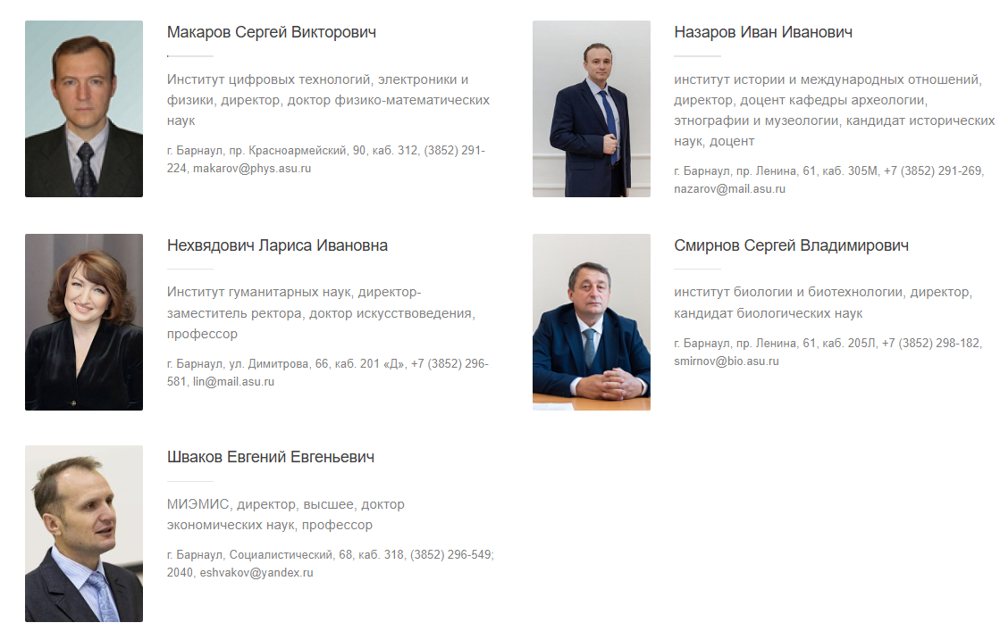 Макаров Сергей Викторович
Институт цифровых технологий, электроники и
физики, директор, доктор физико-математических
наук
г. Барнаул, пр. Красноармейский, 90, каб. 312, (3852) 291-
224, makarov@phys.asu.ru
Назаров Иван Иванович
институт истории и международных отношений,
директор, доцент кафедры археологии,
этнографии и музеологии, кандидат исторических
наук, доцент
г. Барнаул, пр. Ленина, 61, каб. 305М, +7 (3852) 291-269,
nazarov@mail.asu.ru
Нехвядович Лариса Ивановна
Институт гуманитарных наук, директор-
заместитель ректора, доктор искусствоведения,
профессор
г. Барнаул, ул. Димитрова, 66, каб. 201 «Д», +7 (3852) 296-
581, lin@mail.asu.ru
Смирнов Сергей Владимирович
институт биологии и биотехнологии, директор,
кандидат биологических наук
г. Барнаул, пр. Ленина, 61, каб. 205Л, +7 (3852) 298-182,
smirnov@bio.asu.ru
Шваков Евгений Евгеньевич
МИЭМИС, директор, высшее, доктор
экономических наук, профессор
г. Барнаул, Социалистический, 68, каб. 318, (3852) 296-549;
2040, eshvakov@yandex.ru